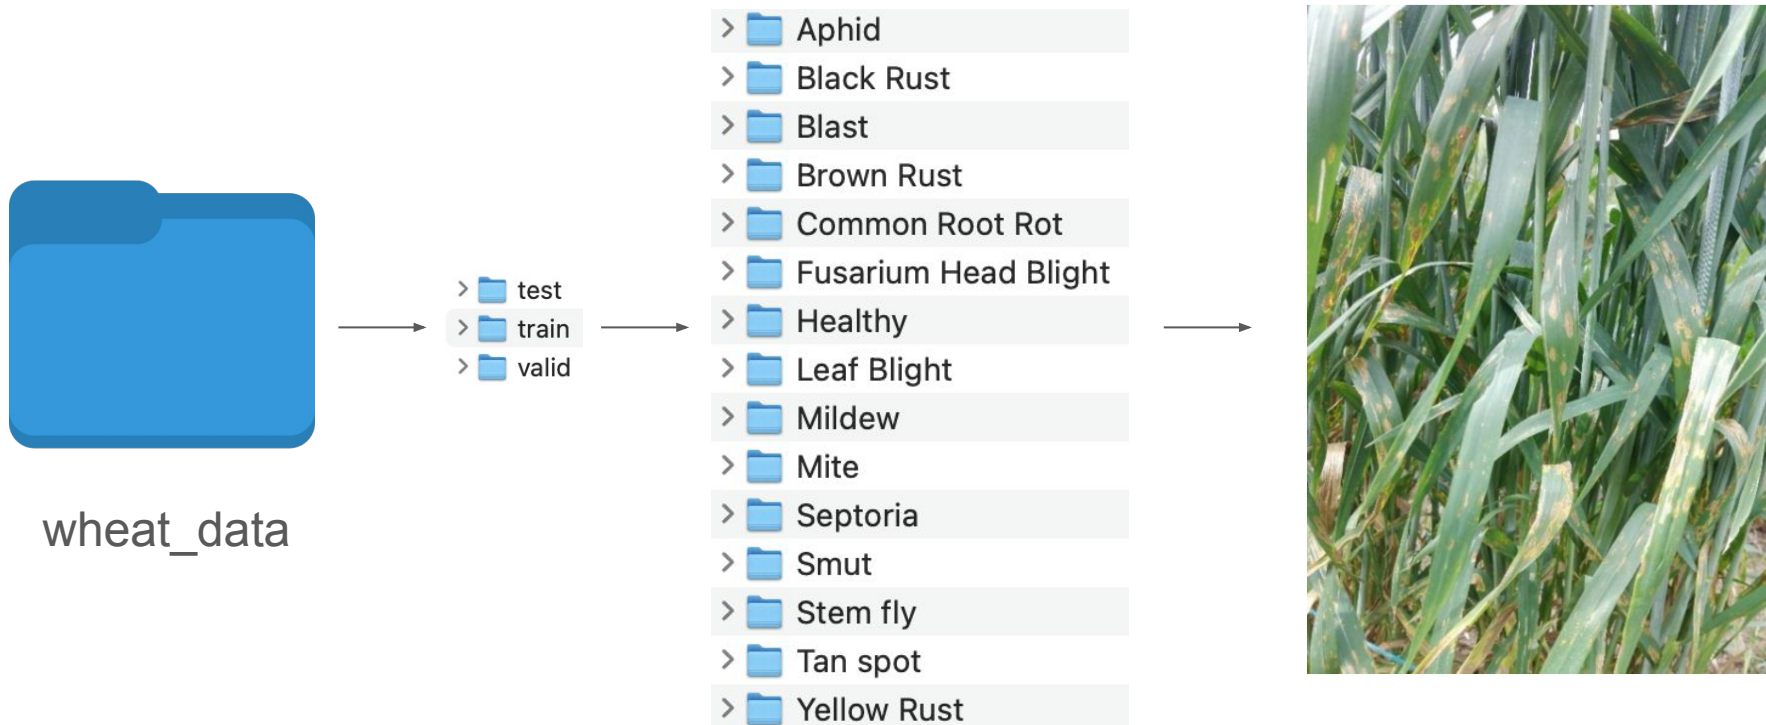 wheat_data
test
train
valid
Aphid
Black Rust
Blast
Brown Rust
Common Root Rot
Fusarium Head Blight
Healthy
Leaf Blight
Mildew
Mite
Septoria
Smut
Stem fly
Tan spot
Yellow Rust